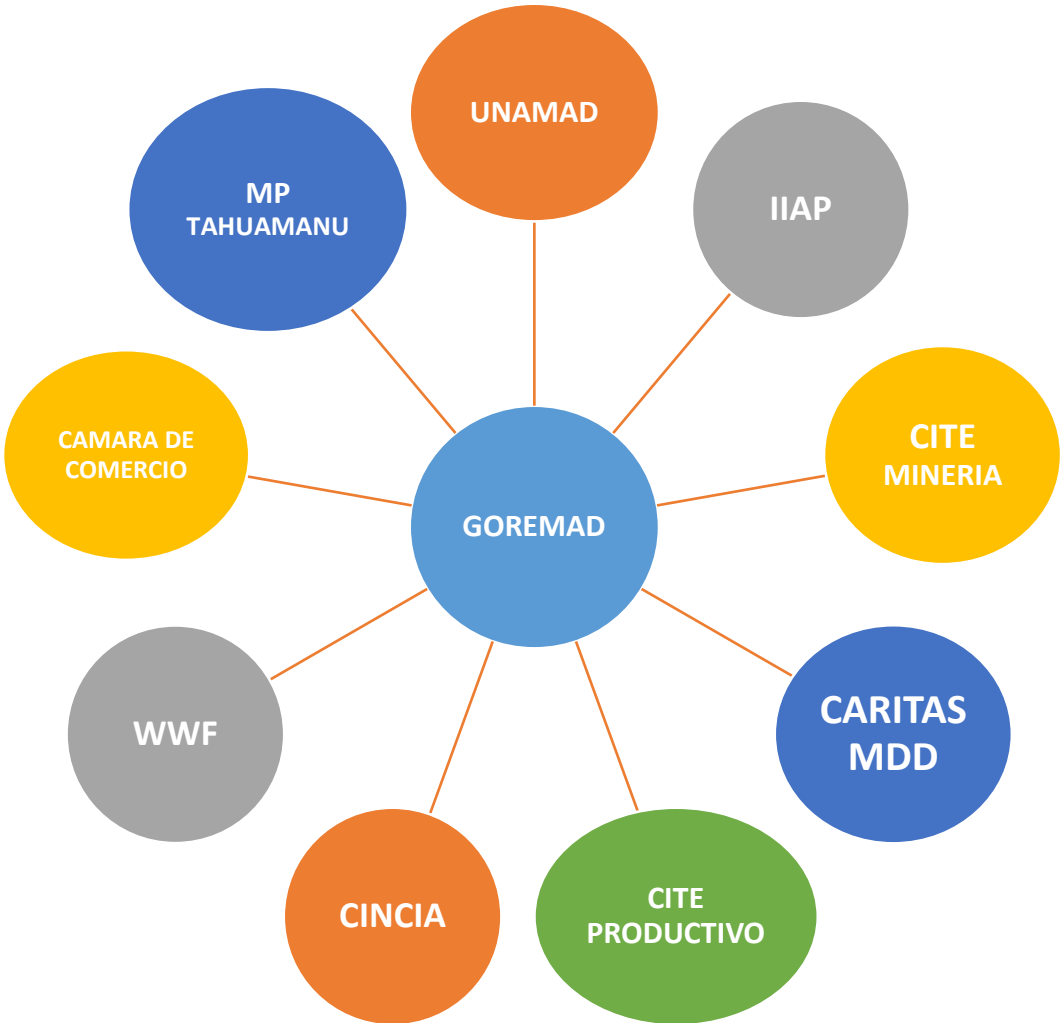 UNAMAD
MP
TAHUAMANU
IIAP
CAMARA DE
COMERCIO
CITE
MINERIA
GOREMAD
WWF
CARITAS
MDD
CINCIA
CITE
PRODUCTIVO